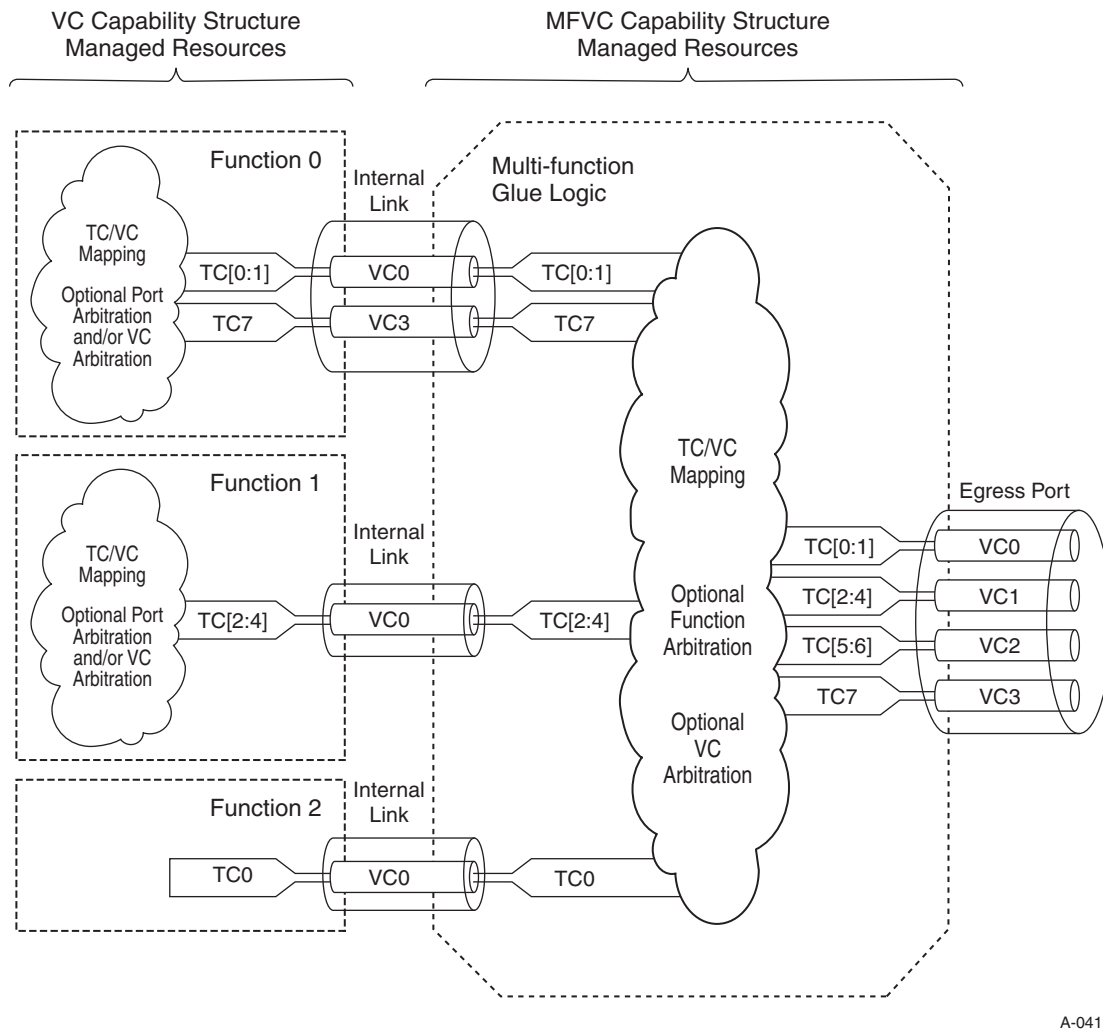 VC Capability Structure
Managed Resources
MFVC Capability Structure
Managed Resources
Function 0
TC/VC
Mapping
Optional Port
Arbitration
and/or VC
Arbitration
TC[0:1]
TC7
Internal
Link
VC0
VC3
Multi-function
Glue Logic
TC[0:1]
TC7
Function 1
TC/VC
Mapping
Optional Port
Arbitration
and/or VC
Arbitration
TC[2:4]
Internal
Link
VC0
TC[2:4]
Function 2
TC0
Internal
Link
VC0
TC0
TC/VC
Mapping
Optional
Function
Arbitration
Optional
VC
Arbitration
Egress Port
TC[0:1]
VC0
TC[2:4]
VC1
TC[5:6]
VC2
TC7
VC3
A-041